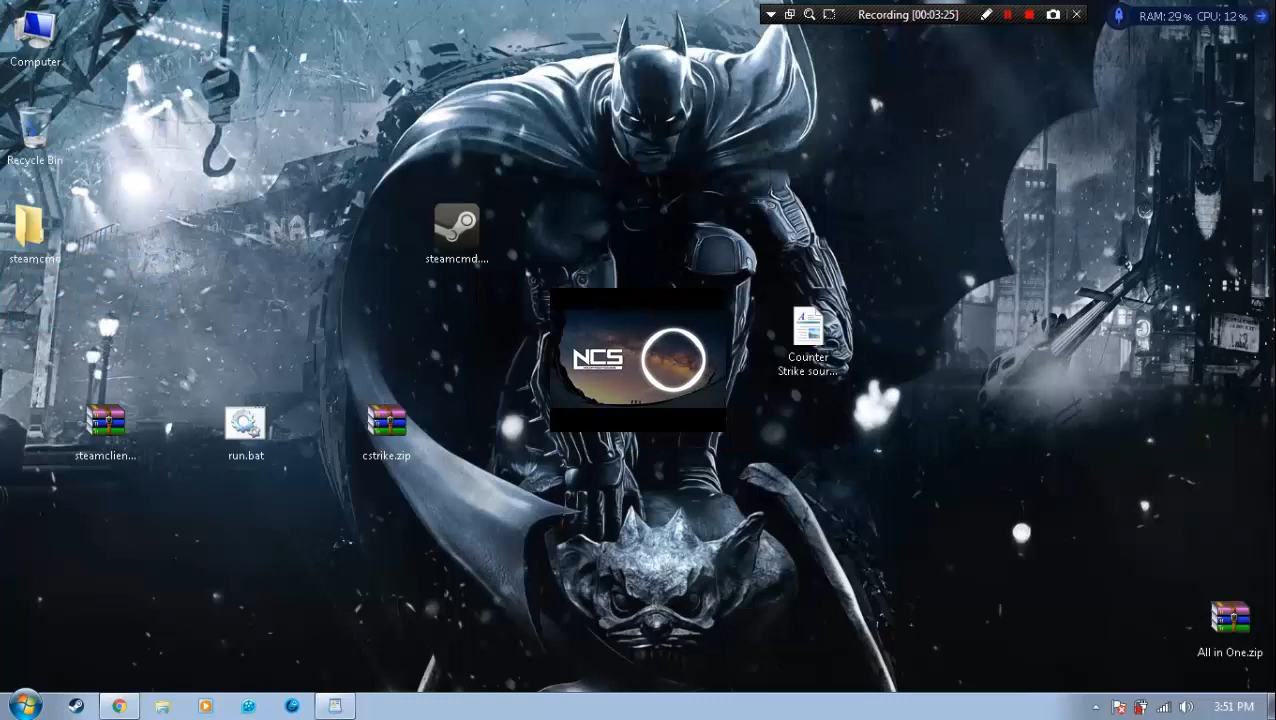 Recording [00:03:25]
RAM: 29 % CPU: 12 %
Computer
Recycle Bin
steamcmd
steamcmd....
NCS
Counter
Strike sour...
steamclien...
run.bat
cstrike.zip
All in One.zip
3:51 PM